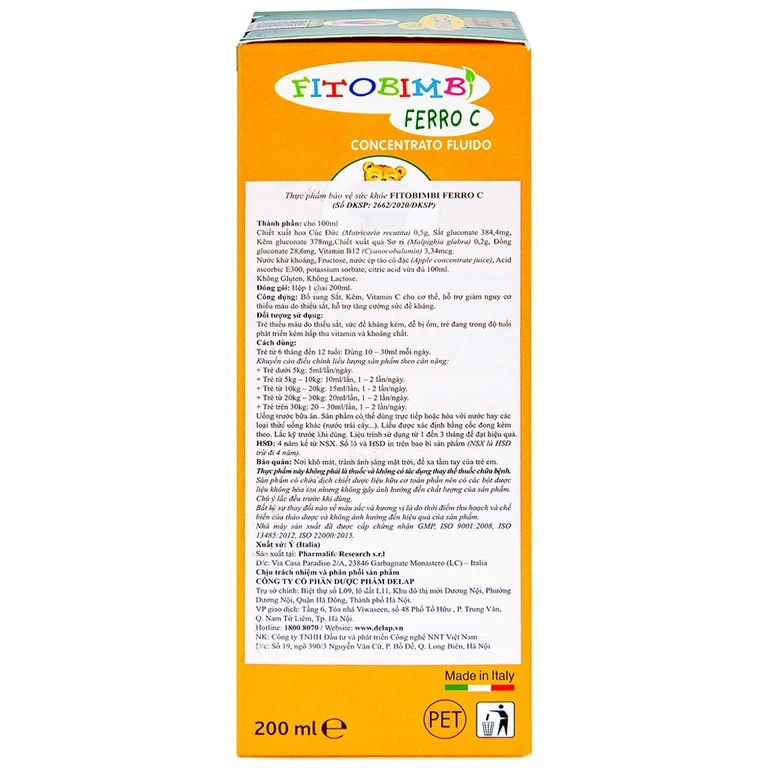 FITOBIMBI
FERRO C
CONCENTRATO FLUIDO
Thực phẩm bảo vệ sức khỏe FITOBIMBI FERRO C
(Số ĐKSP: 2662/2020/ĐKSP)
Thành phần: cho 100ml
Chiết xuất hoa Cúc Đức (Matricaria recutita) 0,5g, Sắt gluconate 384,4mg,
Kẽm gluconate 378mg,Chiết xuất quả Sơ ri (Malpighia glabra) 0,2g, Đồng
gluconate 28,6mg, Vitamin B12 (Cyanocobalamin) 3,34mcg.
Nước khử khoáng, Fructose, nước ép táo cô đặc (Apple concentrate juice), Acid
ascorbic E300, potassium sorbate, citric acid vừa đủ 100ml.
Không Gluten, Không Lactose.
Đóng gói: Hộp 1 chai 200ml.
Công dụng: Bổ sung Sắt, Kẽm, Vitamin C cho cơ thể, hỗ trợ giảm nguy cơ
thiếu máu do thiếu sắt, hỗ trợ tăng cường sức đề kháng.
Đối tượng sử dụng:
Trẻ thiếu máu do thiếu sắt, sức đề kháng kém, dễ bị ốm, trẻ đang trong độ tuổi
phát triển kém hấp thu vitamin và khoáng chất.
Cách dùng:
Trẻ từ 6 tháng đến 12 tuổi: Dùng 10 – 30ml mỗi ngày.
Khuyến cáo điều chỉnh liều lượng sản phẩm theo cân nặng:
+ Trẻ dưới 5kg: 5ml/lần/ngày.
+ Trẻ từ 5kg – 10kg: 10ml/lần, 1 – 2 lần/ngày.
+ Trẻ từ 10kg – 20kg: 15ml/lần, 1 - 2 lần/ngày.
+ Trẻ từ 20kg – 30kg: 20ml/lần, 1 – 2 lần/ngày.
+ Trẻ trên 30kg: 20 – 30ml/lần, 1 – 2 lần/ngày.
Uống trước bữa ăn. Sản phẩm có thể dùng trực tiếp hoặc hòa với nước hay các
loại thức uống khác (nước trái cây...). Liều được xác định bằng cốc đong kèm
theo. Lắc kỹ trước khi dùng. Liệu trình sử dụng từ 1 đến 3 tháng để đạt hiệu quả.
HSD: 4 năm kể từ NSX. Số lô và HSD in trên bao bì sản phẩm (NSX là HSD
trừ đi 4 năm).
Bảo quản: Nơi khô mát, tránh ánh sáng mặt trời, để xa tầm tay của trẻ em.
Thực phẩm này không phải là thuốc và không có tác dụng thay thế thuốc chữa bệnh.
Sản phẩm có chứa dịch chiết dược liệu hữu cơ toàn phần nên có các bột dược
liệu không hòa tan nhưng không gây ảnh hưởng đến chất lượng của sản phẩm.
Chú ý lắc đều trước khi dùng.
Bất kỳ sự thay đổi nào về màu sắc và hương vị là do thời điểm thu hoạch và chế
biến của thảo dược và không ảnh hưởng đến hiệu quả của sản phẩm.
Nhà máy sản xuất đã được cấp chứng nhận GMP, ISO 9001:2008, ISO
13485:2012, ISO 22000:2015.
Xuất xứ: Ý (Italia)
Sản xuất tại: Pharmalife Research s.r.l
Đ/c: Via Casa Paradiso 2/A, 23846 Garbagnate Monastero (LC) – Italia
Chịu trách nhiệm và phân phối sản phẩm
CÔNG TY CỔ PHẦN DƯỢC PHẨM DELAP
Trụ sở chính: Biệt thự số L09, lô đất L11, Khu đô thị mới Dương Nội, Phường
Dương Nội, Quận Hà Đông, Thành phố Hà Nội.
VP giao dịch: Tầng 6, Tòa nhà Viwaseen, số 48 Phố Tố Hữu , P. Trung Văn,
Q. Nam Từ Liêm, Tp. Hà Nội.
Hotline: 1800 8070 / Website: www.delap.vn
NK: Công ty TNHH Đầu tư và phát triển Công nghệ NNT Việt Nam
Đ/c: Số 19, ngõ 390/3 Nguyễn Văn Cừ, P. Bồ Đề, Q. Long Biên, Hà Nội
Made in Italy
200 ml e
PET